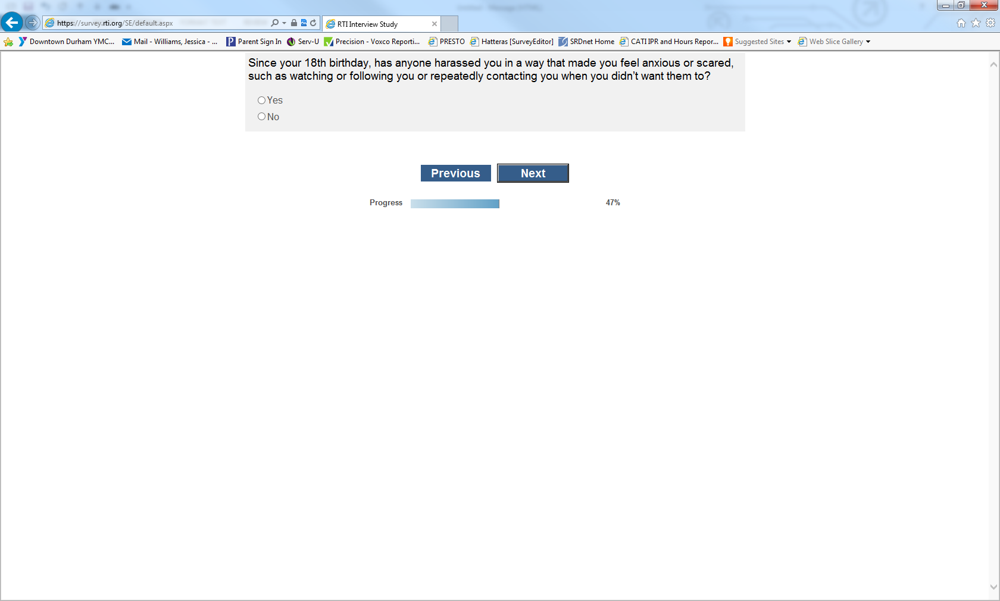 https://survey.rti.org/SE/default.aspx
RTI Interview Study
Downtown Durham YMC...
Mail - Williams, Jessica - ...
Parent Sign In
Serv-U
Precision - Voxco Reporti...
PRESTO
Hatteras [SurveyEditor]
SRDnet Home
CATI IPR and Hours Repor...
Suggested Sites
Web Slice Gallery
Since your 18th birthday, has anyone harassed you in a way that made you feel anxious or scared,
such as watching or following you or repeatedly contacting you when you didn’t want them to?
Yes
No
Previous
Next
Progress
47%